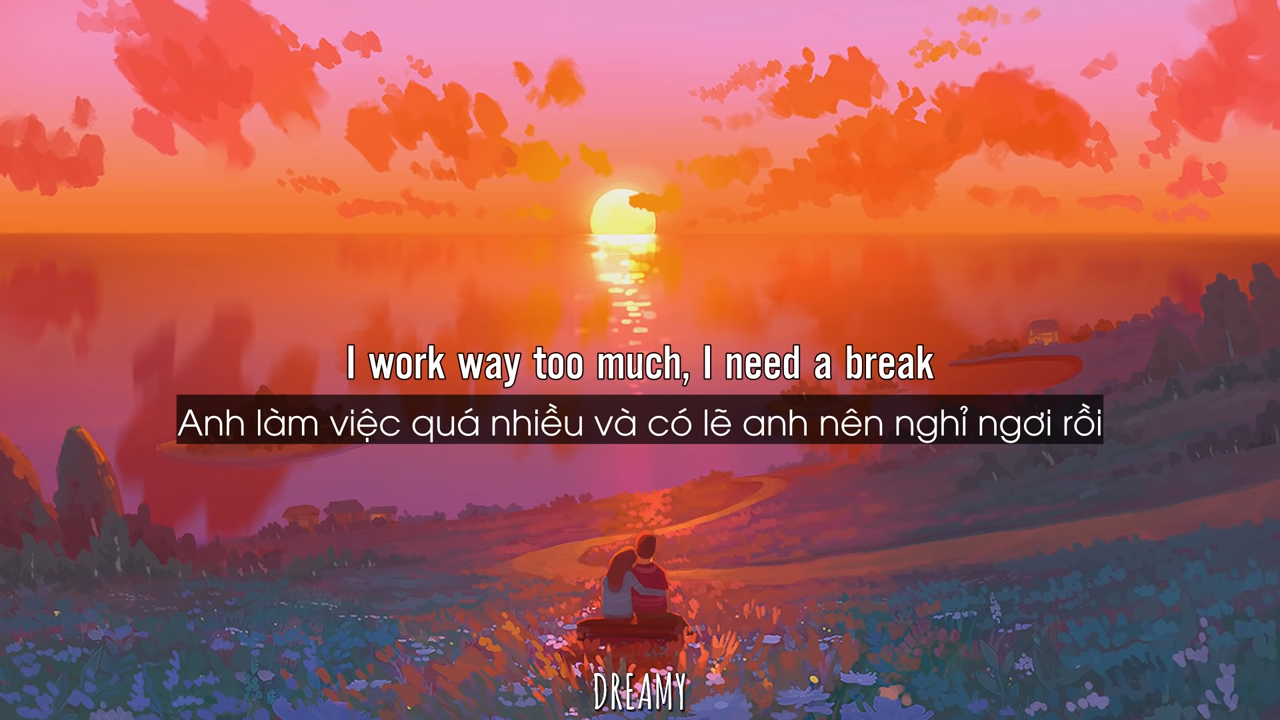 I work way too much, I need a break
Anh làm việc quá nhiều và có lẽ anh nên nghỉ ngơi rồi
DREAMY